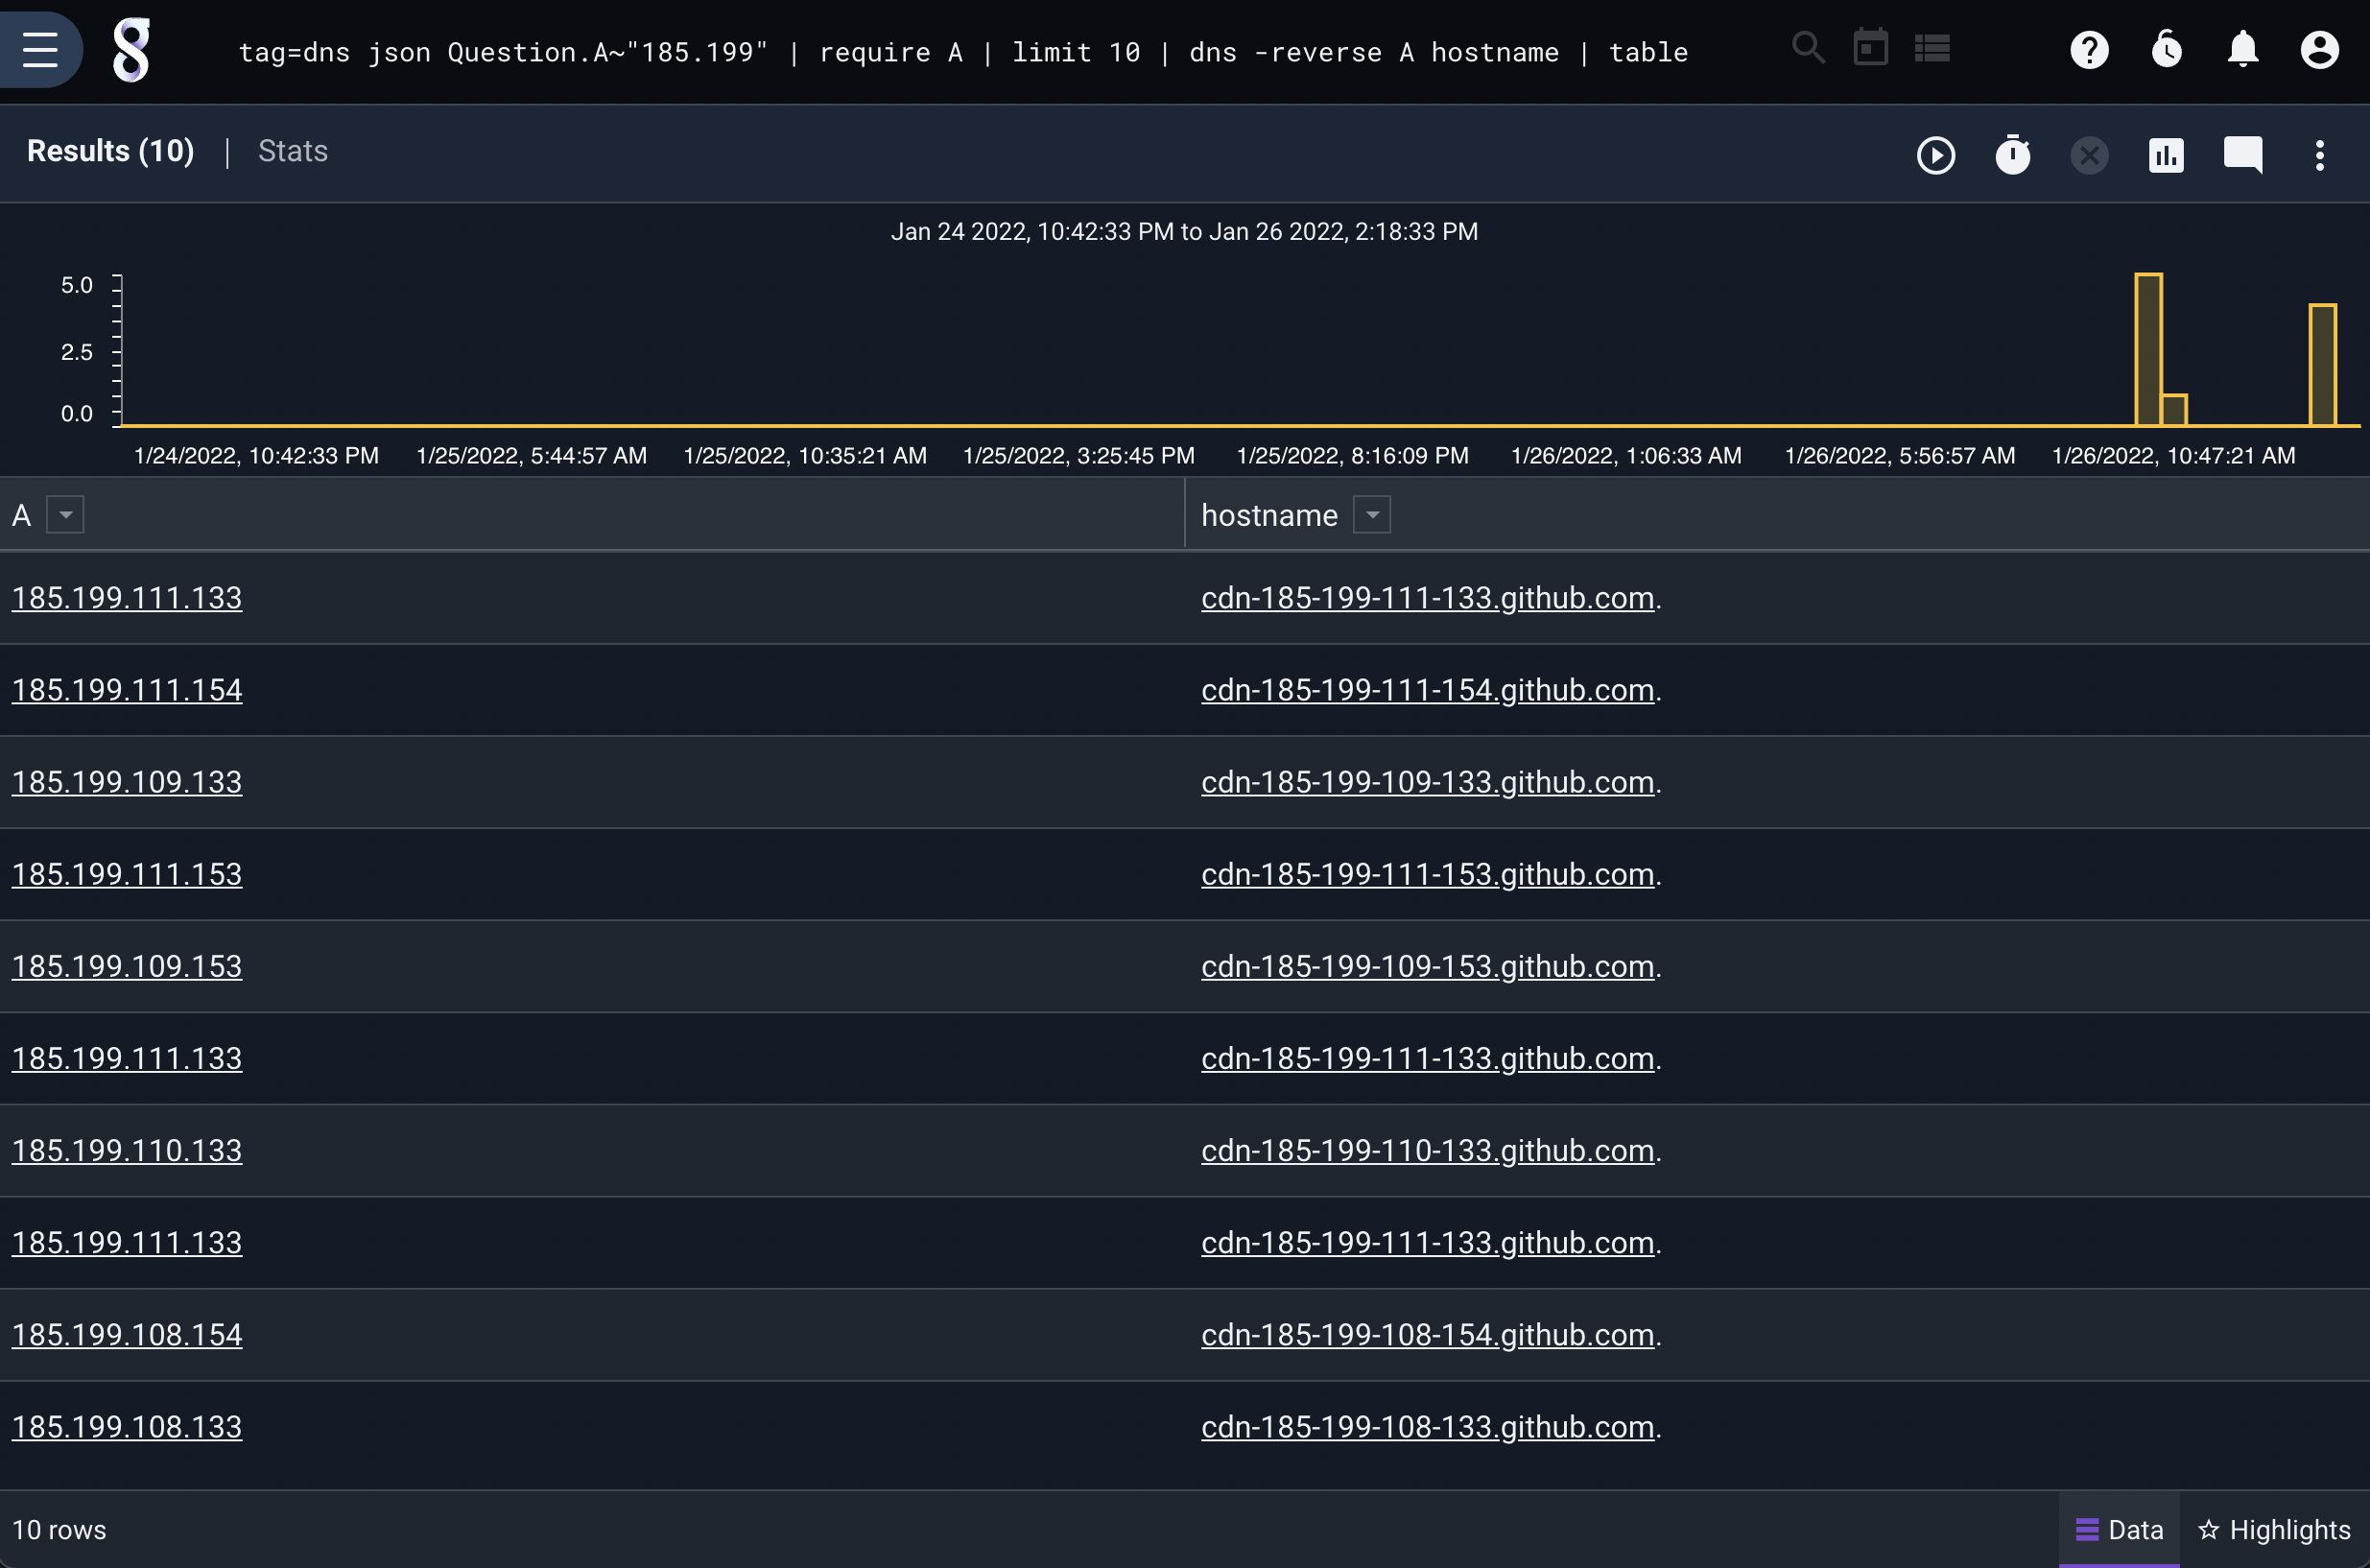 tag=dns json Question.A~"185.199" | require A | limit 10 | dns -reverse A hostname | table
Results (10) | Stats
Jan 24 2022, 10:42:33 PM to Jan 26 2022, 2:18:33 PM
5.0
2.5
0.0
1/24/2022, 10:42:33 PM 1/25/2022, 5:44:57 AM 1/25/2022, 10:35:21 AM 1/25/2022, 3:25:45 PM 1/25/2022, 8:16:09 PM 1/26/2022, 1:06:33 AM 1/26/2022, 5:56:57 AM 1/26/2022, 10:47:21 AM
A hostname
185.199.111.133 cdn-185-199-111-133.github.com.
185.199.111.154 cdn-185-199-111-154.github.com.
185.199.109.133 cdn-185-199-109-133.github.com.
185.199.111.153 cdn-185-199-111-153.github.com.
185.199.109.153 cdn-185-199-109-153.github.com.
185.199.111.133 cdn-185-199-111-133.github.com.
185.199.110.133 cdn-185-199-110-133.github.com.
185.199.111.133 cdn-185-199-111-133.github.com.
185.199.108.154 cdn-185-199-108-154.github.com.
185.199.108.133 cdn-185-199-108-133.github.com.
10 rows Data Highlights